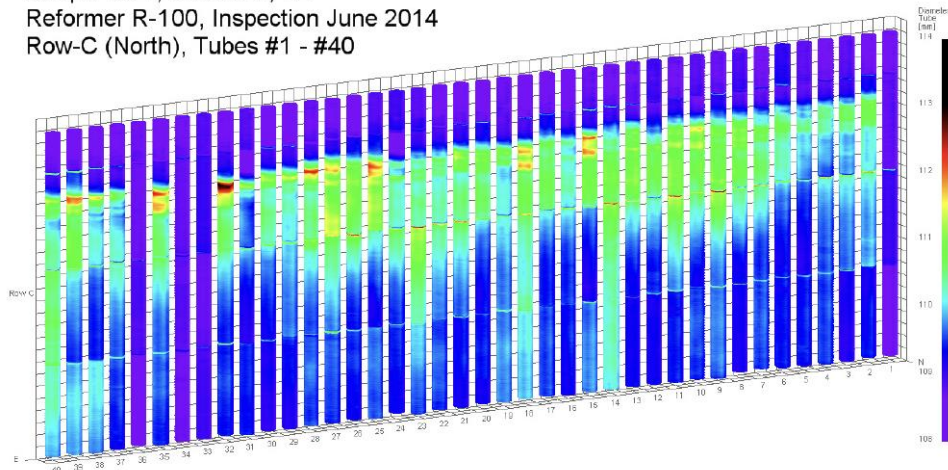 Reformer R-100, Inspection June 2014
Row-C (North), Tubes #1 - #40
Diameter
Tube
[mm]
114
113
112
111
110
109
108
Row C
N
E
40 39 38 37 36 35 34 33 32 31 30 29 28 27 26 25 24 23 22 21 20 19 18 17 16 15 14 13 12 11 10 9 8 7 6 5 4 3 2 1